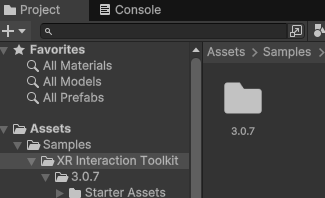 Project
Console
Favorites
All Materials
All Models
All Prefabs
Assets
Samples
XR Interaction Toolkit
3.0.7
Starter Assets
Assets > Samples >
3.0.7